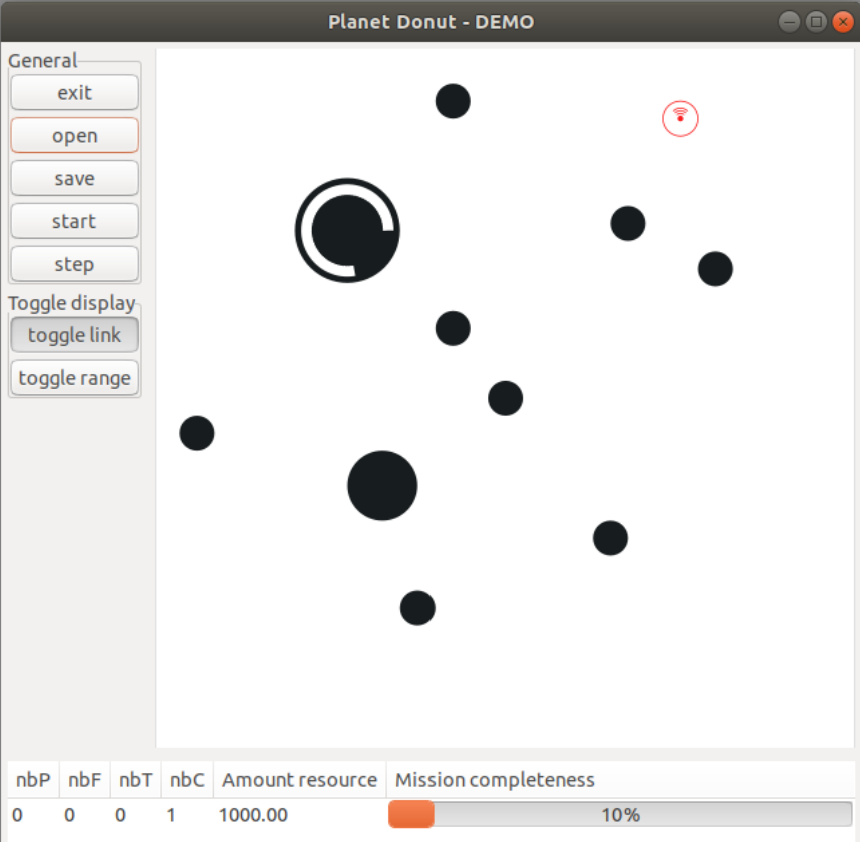 Planet Donut - DEMO
General
exit
open
save
start
step
Toggle display
toggle link
toggle range
nbP nbF nbT nbC Amount resource Mission completeness
0 0 0 1 1000.00 10%